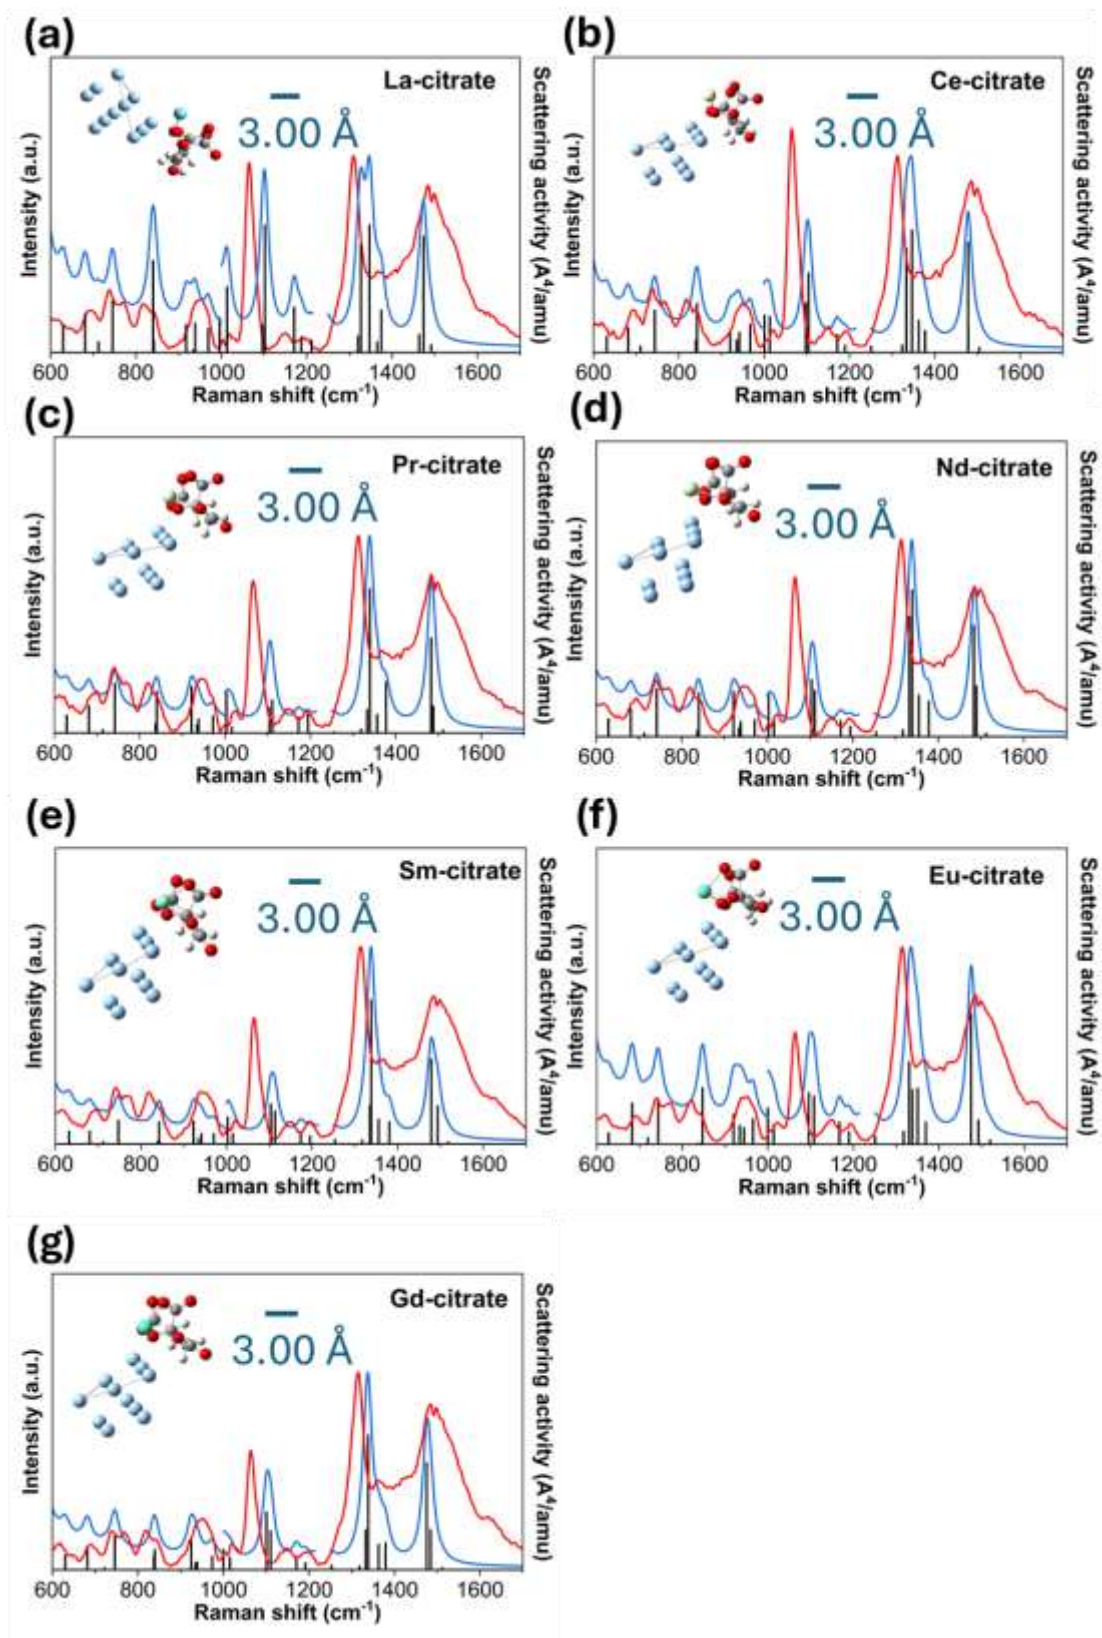 (a)
La-citrate
3.00 Å
Intensity (a.u.)
Scattering activity (A⁴/amu)
600 800 1000 1200 1400 1600
Raman shift (cm⁻¹)
(b)
Ce-citrate
3.00 Å
Intensity (a.u.)
Scattering activity (A⁴/amu)
600 800 1000 1200 1400 1600
Raman shift (cm⁻¹)
(c)
Pr-citrate
3.00 Å
Intensity (a.u.)
Scattering activity (A⁴/amu)
600 800 1000 1200 1400 1600
Raman shift (cm⁻¹)
(d)
Nd-citrate
3.00 Å
Intensity (a.u.)
Scattering activity (A⁴/amu)
600 800 1000 1200 1400 1600
Raman shift (cm⁻¹)
(e)
Sm-citrate
3.00 Å
Intensity (a.u.)
Scattering activity (A⁴/amu)
600 800 1000 1200 1400 1600
Raman shift (cm⁻¹)
(f)
Eu-citrate
3.00 Å
Intensity (a.u.)
Scattering activity (A⁴/amu)
600 800 1000 1200 1400 1600
Raman shift (cm⁻¹)
(g)
Gd-citrate
3.00 Å
Intensity (a.u.)
Scattering activity (A⁴/amu)
600 800 1000 1200 1400 1600
Raman shift (cm⁻¹)